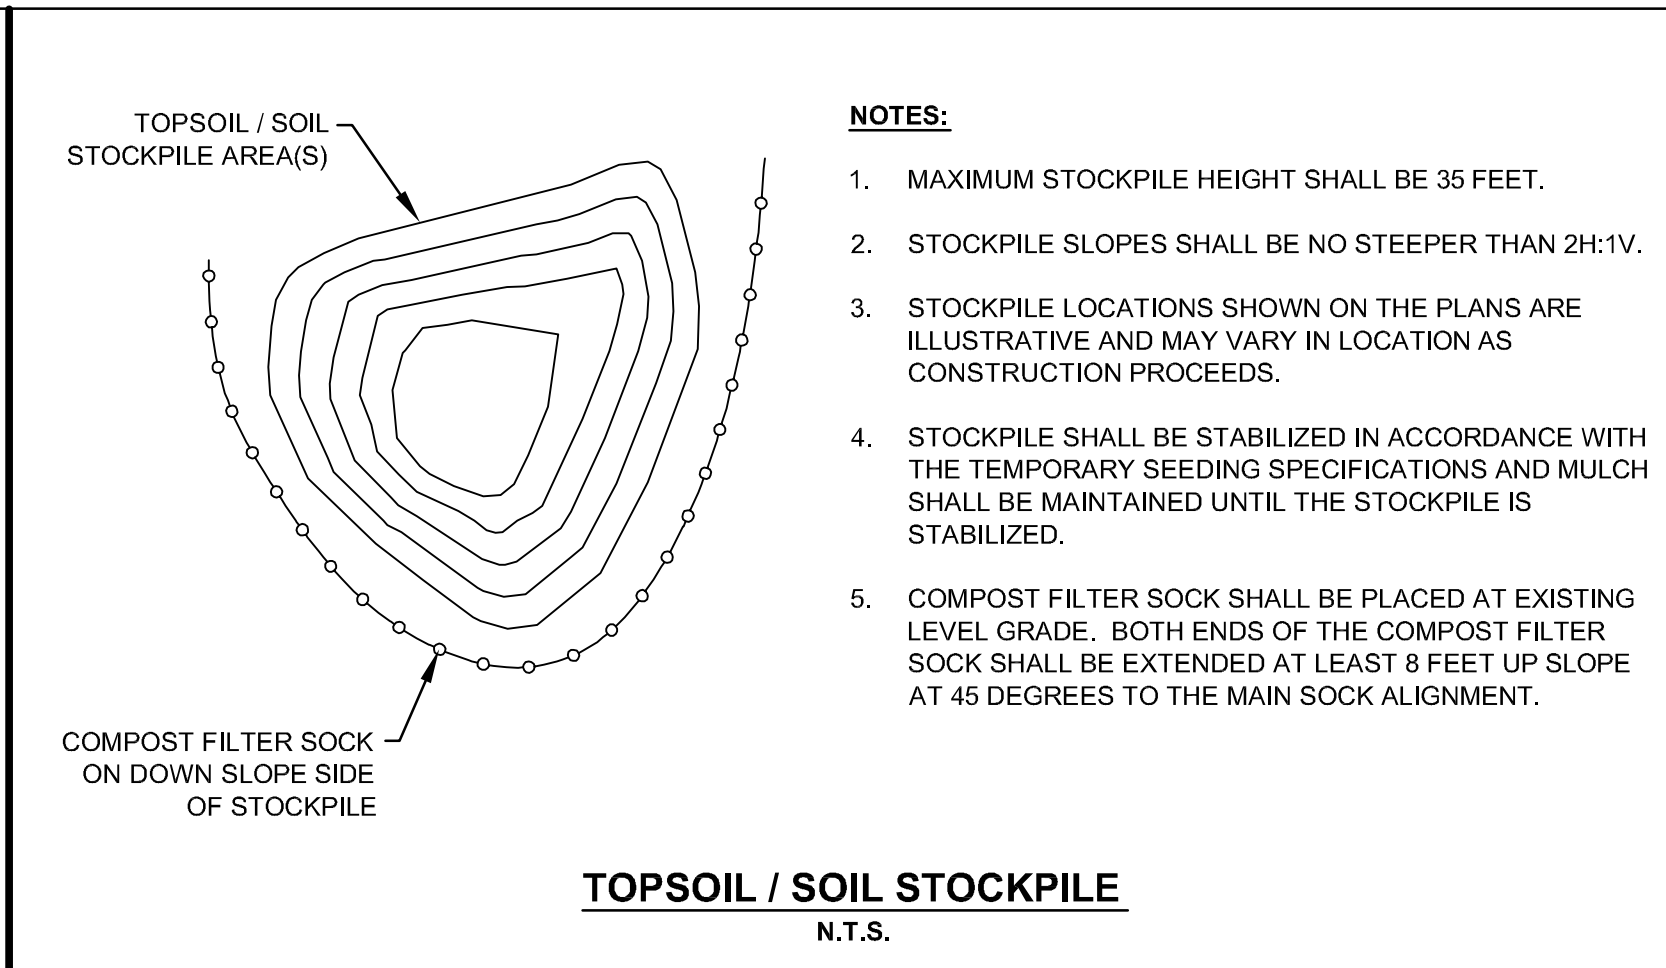 TOPSOIL / SOIL
STOCKPILE AREA(S)
COMPOST FILTER SOCK
ON DOWN SLOPE SIDE
OF STOCKPILE
NOTES:
1. MAXIMUM STOCKPILE HEIGHT SHALL BE 35 FEET.
2. STOCKPILE SLOPES SHALL BE NO STEEPER THAN 2H:1V.
3. STOCKPILE LOCATIONS SHOWN ON THE PLANS ARE
ILLUSTRATIVE AND MAY VARY IN LOCATION AS
CONSTRUCTION PROCEEDS.
4. STOCKPILE SHALL BE STABILIZED IN ACCORDANCE WITH
THE TEMPORARY SEEDING SPECIFICATIONS AND MULCH
SHALL BE MAINTAINED UNTIL THE STOCKPILE IS
STABILIZED.
5. COMPOST FILTER SOCK SHALL BE PLACED AT EXISTING
LEVEL GRADE. BOTH ENDS OF THE COMPOST FILTER
SOCK SHALL BE EXTENDED AT LEAST 8 FEET UP SLOPE
AT 45 DEGREES TO THE MAIN SOCK ALIGNMENT.
TOPSOIL / SOIL STOCKPILE
N.T.S.